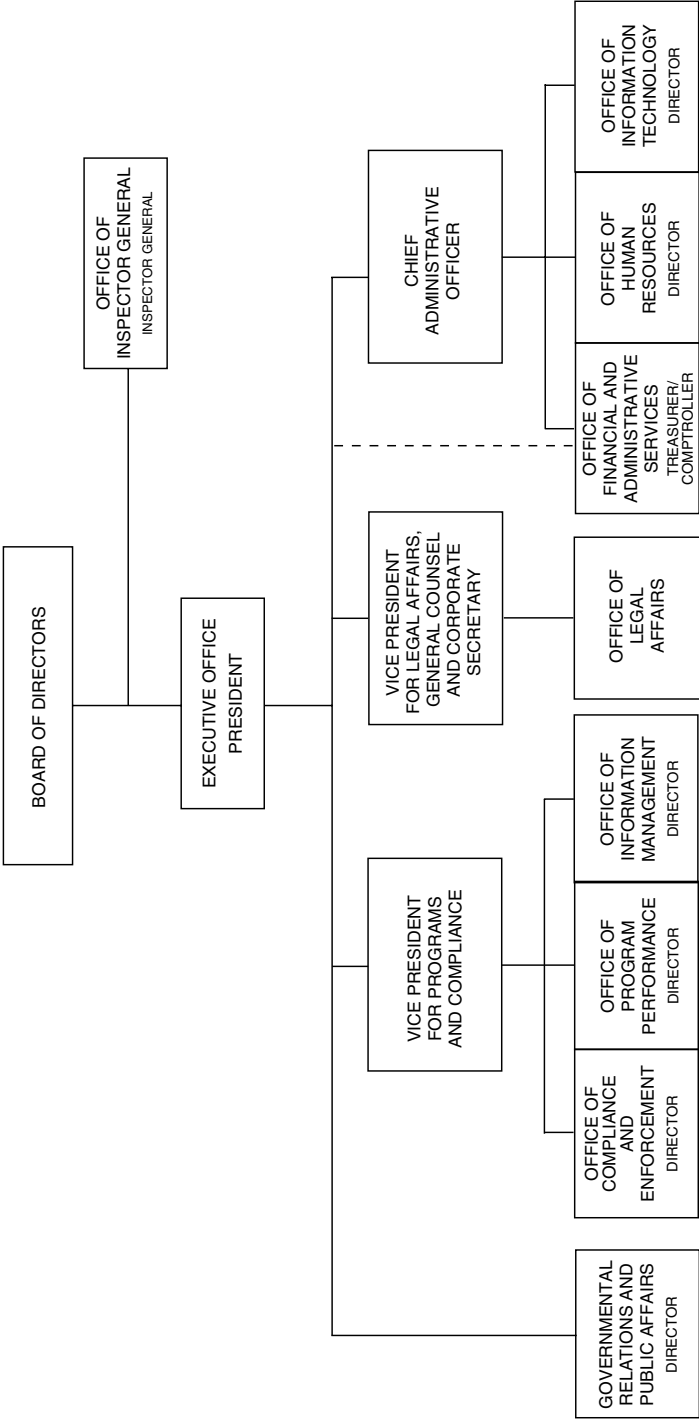 BOARD OF DIRECTORS
OFFICE OF
INSPECTOR GENERAL
INSPECTOR GENERAL
EXECUTIVE OFFICE
PRESIDENT
VICE PRESIDENT
FOR PROGRAMS
AND COMPLIANCE
VICE PRESIDENT
FOR LEGAL AFFAIRS,
GENERAL COUNSEL
AND CORPORATE
SECRETARY
CHIEF
ADMINISTRATIVE
OFFICER
GOVERNMENTAL
RELATIONS AND
PUBLIC AFFAIRS
DIRECTOR
OFFICE OF
COMPLIANCE
AND
ENFORCEMENT
DIRECTOR
OFFICE OF
PROGRAM
PERFORMANCE
DIRECTOR
OFFICE OF
INFORMATION
MANAGEMENT
DIRECTOR
OFFICE OF
LEGAL
AFFAIRS
OFFICE OF
FINANCIAL AND
ADMINISTRATIVE
SERVICES
TREASURER/
COMPTROLLER
OFFICE OF
HUMAN
RESOURCES
DIRECTOR
OFFICE OF
INFORMATION
TECHNOLOGY
DIRECTOR